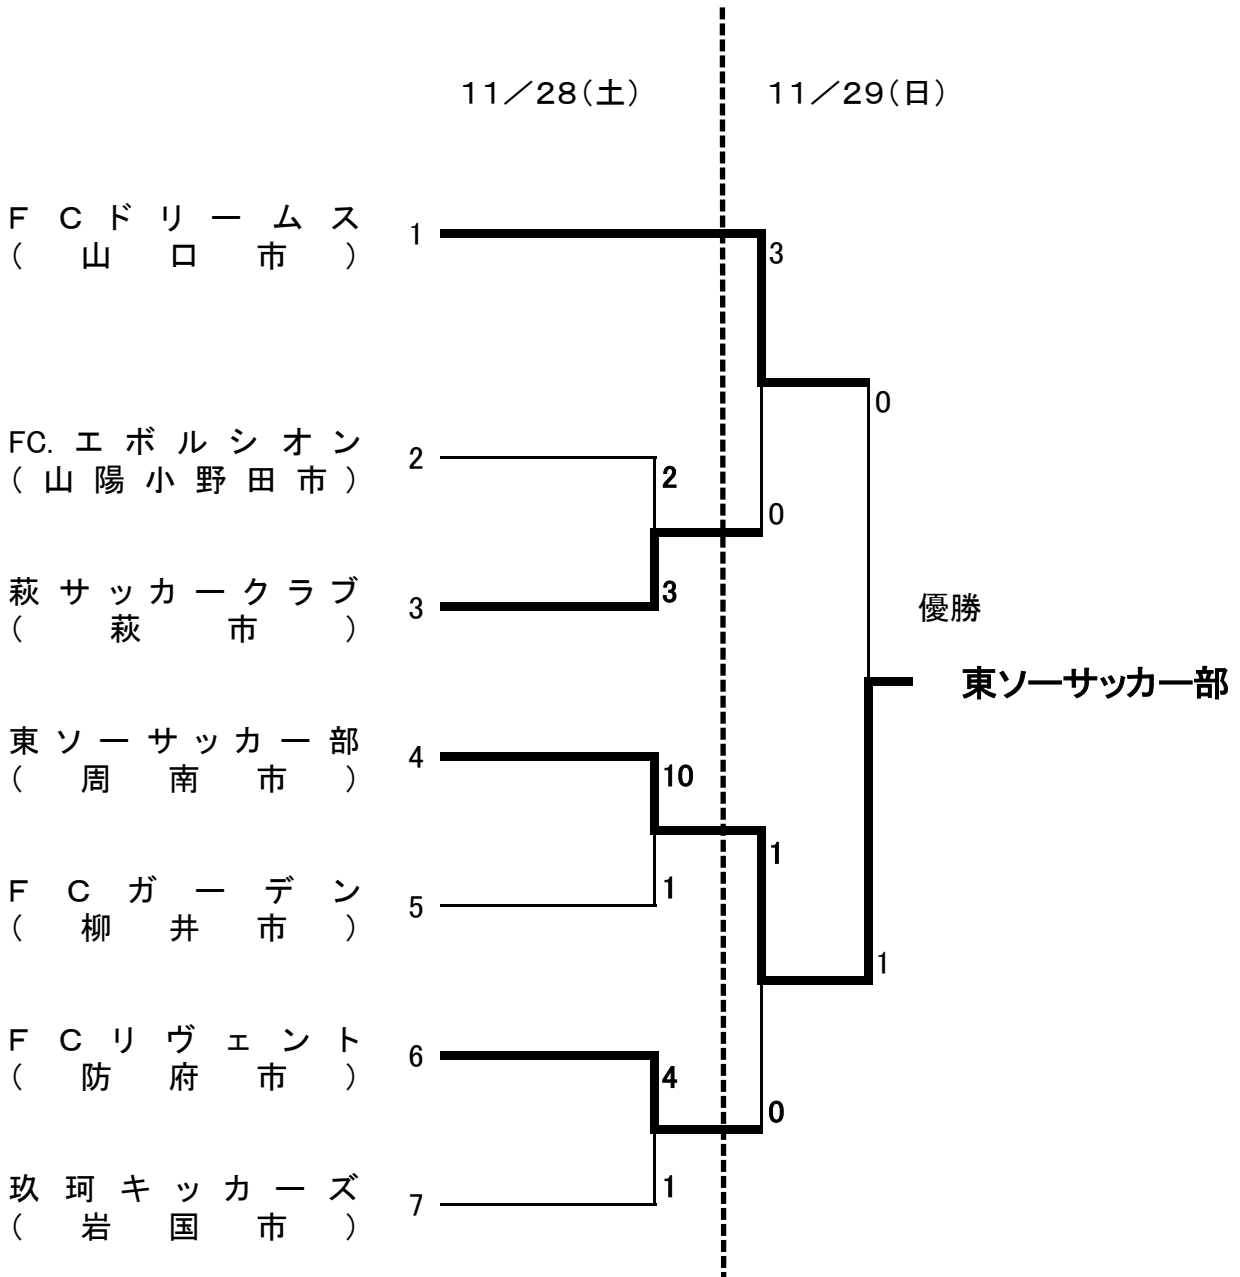 11/28(土)
11/29(日)
FCドリームス
(山口市)
1
3
0
FC.エボルシオン
(山陽小野田市)
2
2
0
萩サッカークラブ
(萩市)
3
3
優勝
東ソーサッカー部
東ソーサッカー部
(周南市)
4
10
1
FCガーデン
(柳井市)
5
1
1
FCリヴェント
(防府市)
6
4
0
玖珂キッカーズ
(岩国市)
7
1